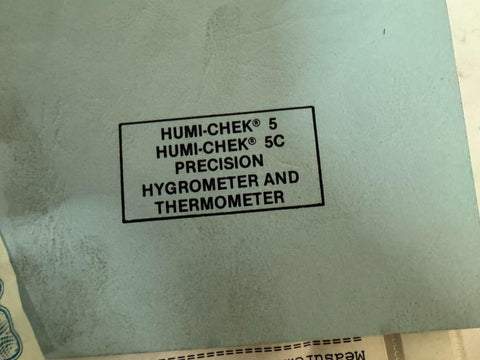 HUMI-CHEK® 5
HUMI-CHEK® 5C
PRECISION
HYGROMETER AND
THERMOMETER